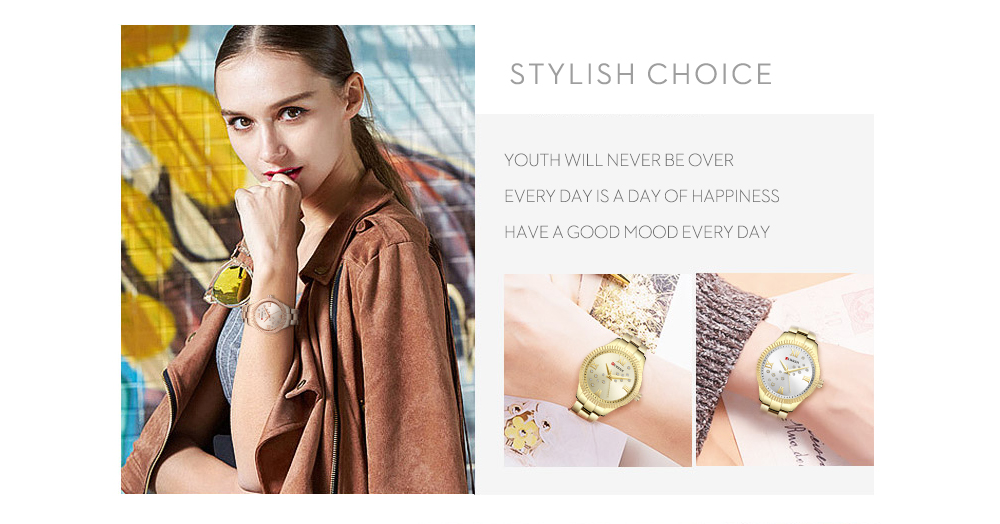 STYLISH CHOICE
YOUTH WILL NEVER BE OVER
EVERY DAY IS A DAY OF HAPPINESS
HAVE A GOOD MOOD EVERY DAY